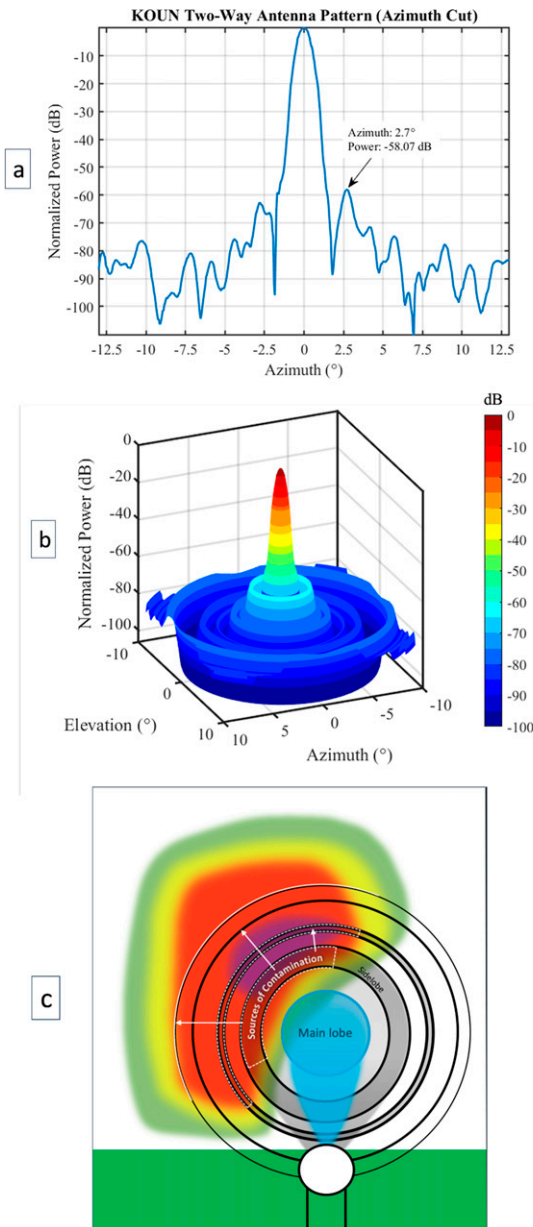 KOUN Two-Way Antenna Pattern (Azimuth Cut)
a
Normalized Power (dB)
-10
-20
-30
-40
-50
-60
-70
-80
-90
-100
Azimuth: 2.7°
Power: -58.07 dB
-12.5 -10 -7.5 -5 -2.5 0 2.5 5 7.5 10 12.5
Azimuth (°)
b
Normalized Power (dB)
0
-20
-40
-60
-80
-100
-10
0
10
Elevation (°)
10
5
0
-5
-10
Azimuth (°)
dB
0
-10
-20
-30
-40
-50
-60
-70
-80
-90
-100
c
Sources of Contamination
Sidelobe
Main lobe